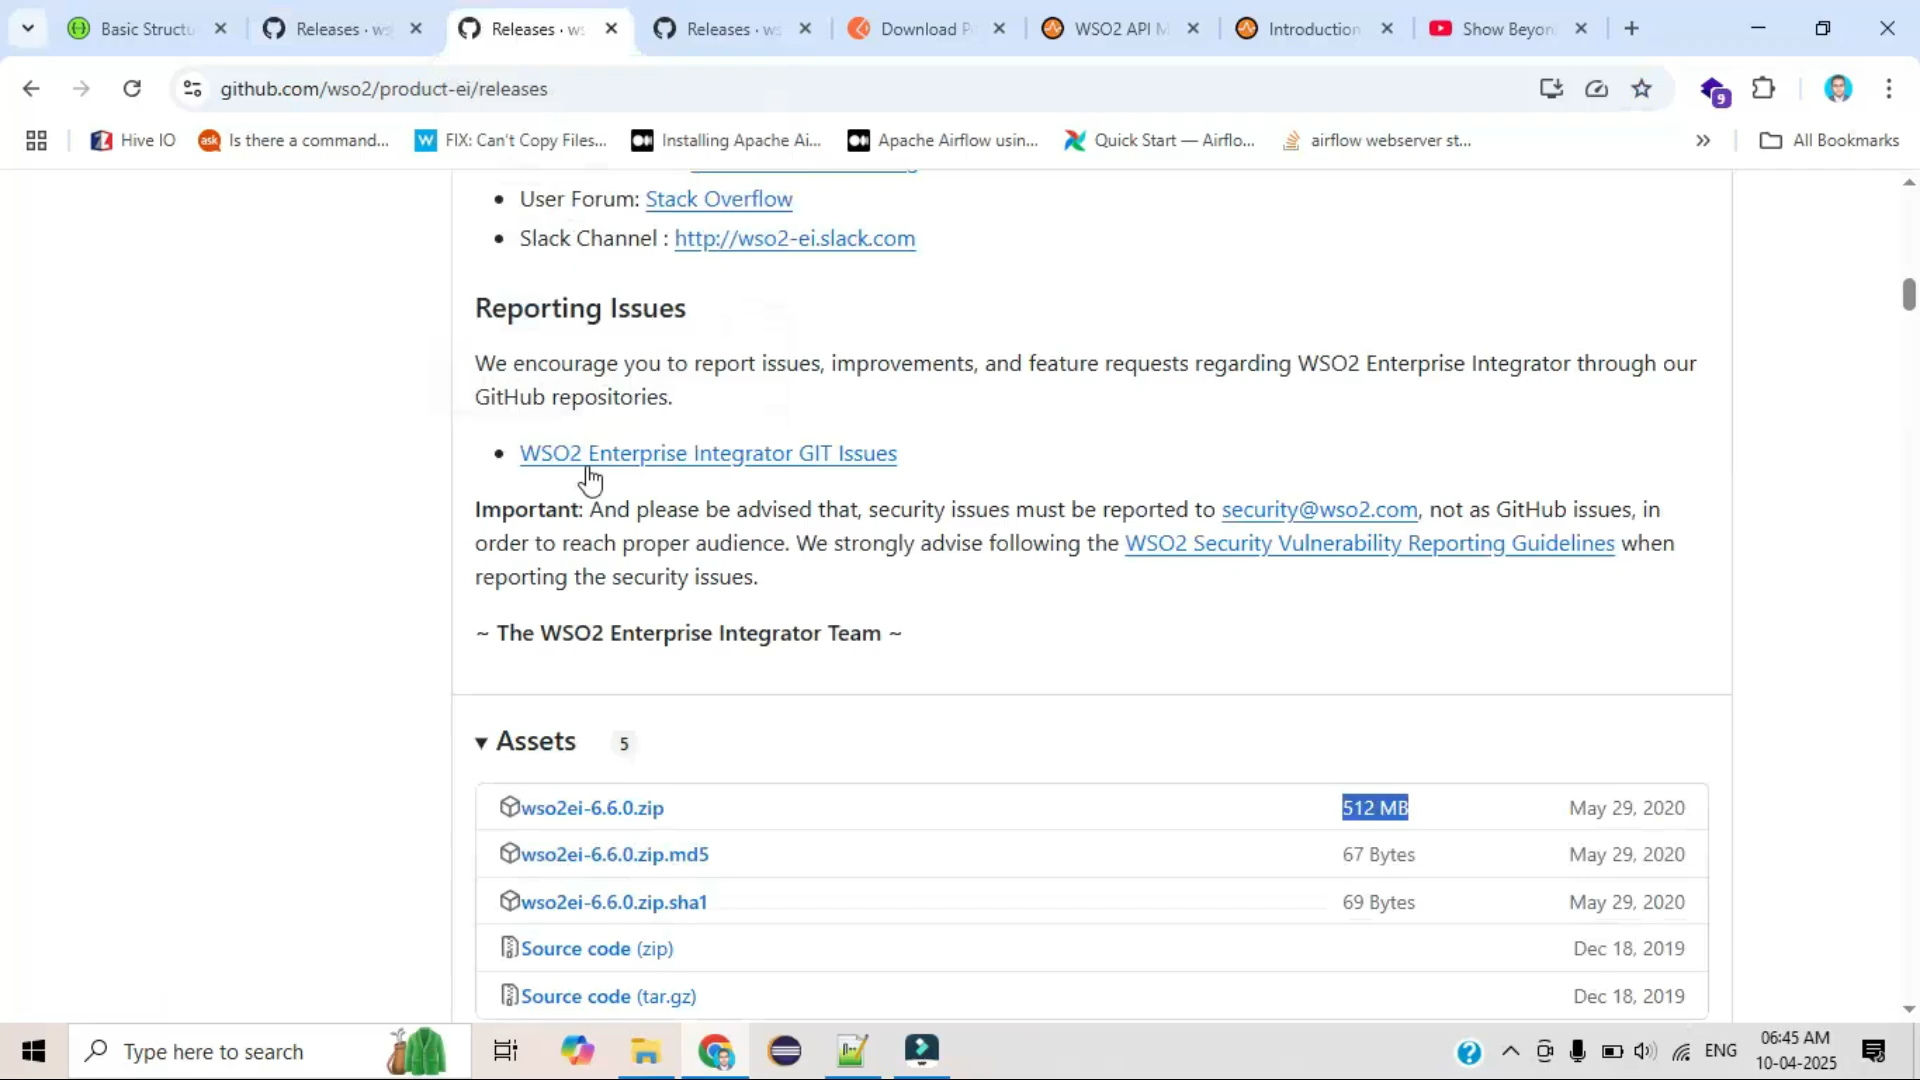 Basic Structu
Releases · ws
Releases · ws
Releases · ws
Download P
WSO2 API M
Introduction
Show Beyon
github.com/wso2/product-ei/releases
9
Hive IO
ask
Is there a command...
W
FIX: Can't Copy Files...
Installing Apache Ai...
Apache Airflow usin...
Quick Start — Airflo...
airflow webserver st...
All Bookmarks
User Forum: Stack Overflow
Slack Channel : http://wso2-ei.slack.com
Reporting Issues
We encourage you to report issues, improvements, and feature requests regarding WSO2 Enterprise Integrator through our
GitHub repositories.
WSO2 Enterprise Integrator GIT Issues
Important: And please be advised that, security issues must be reported to security@wso2.com, not as GitHub issues, in
order to reach proper audience. We strongly advise following the WSO2 Security Vulnerability Reporting Guidelines when
reporting the security issues.
~ The WSO2 Enterprise Integrator Team ~
Assets 5
wso2ei-6.6.0.zip 512 MB May 29, 2020
wso2ei-6.6.0.zip.md5 67 Bytes May 29, 2020
wso2ei-6.6.0.zip.sha1 69 Bytes May 29, 2020
Source code (zip) Dec 18, 2019
Source code (tar.gz) Dec 18, 2019
Type here to search
ENG
06:45 AM
10-04-2025